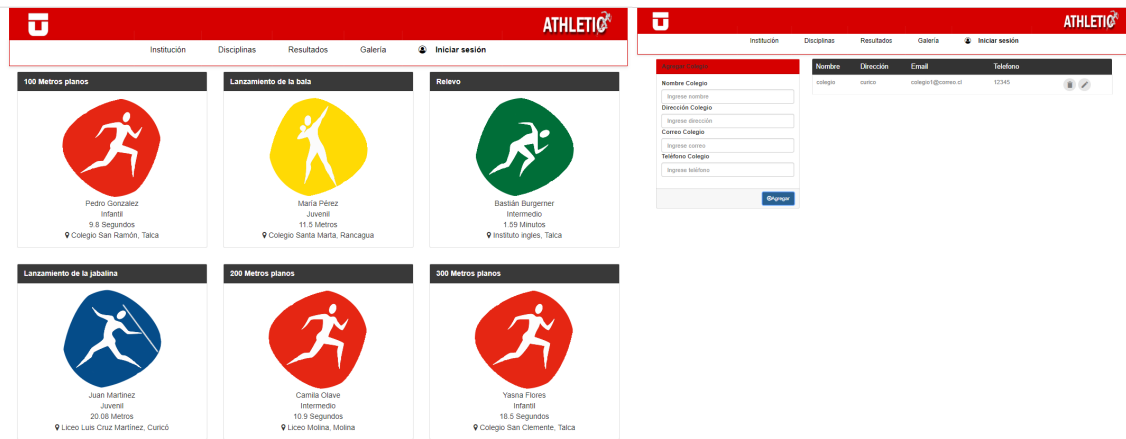 ATHLETIC
Institución Disciplinas Resultados Galería Iniciar sesión
100 Metros planos
Pedro Gonzalez
Infantil
9.8 Segundos
Colegio San Ramón, Talca
Lanzamiento de la bala
María Pérez
Juvenil
11.5 Metros
Colegio Santa Marta, Rancagua
Relevo
Bastián Burgerner
Intermedio
1.59 Minutos
Instituto ingles, Talca
Lanzamiento de la jabalina
Juan Martinez
Juvenil
20.08 Metros
Liceo Luis Cruz Martínez, Curicó
200 Metros planos
Camila Olave
Intermedio
10.9 Segundos
Liceo Molina, Molina
300 Metros planos
Yasna Flores
Infantil
18.5 Segundos
Colegio San Clemente, Talca
ATHLETIC
Institución Disciplinas Resultados Galería Iniciar sesión
Nombre Colegio
Ingrese nombre
Dirección Colegio
Ingrese dirección
Correo Colegio
Ingrese correo
Teléfono Colegio
Ingrese teléfono
Agregar
Nombre Dirección Email Telefono
colegio curico colegio1@correo.cl 12345